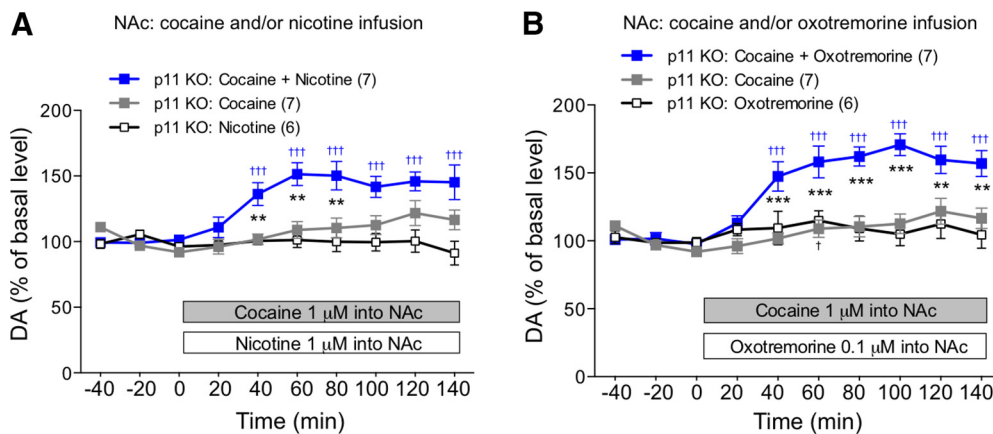 A
NAc: cocaine and/or nicotine infusion
p11 KO: Cocaine + Nicotine (7)
p11 KO: Cocaine (7)
p11 KO: Nicotine (6)
DA (% of basal level)
200
150
100
50
0
††† ††† ††† ††† ††† †††
** ** **
Cocaine 1 μM into NAc
Nicotine 1 μM into NAc
-40 -20 0 20 40 60 80 100 120 140
Time (min)
B
NAc: cocaine and/or oxotremorine infusion
p11 KO: Cocaine + Oxotremorine (7)
p11 KO: Cocaine (7)
p11 KO: Oxotremorine (6)
DA (% of basal level)
200
150
100
50
0
††† ††† ††† ††† ††† †††
*** *** *** *** ** **
†
Cocaine 1 μM into NAc
Oxotremorine 0.1 μM into NAc
-40 -20 0 20 40 60 80 100 120 140
Time (min)